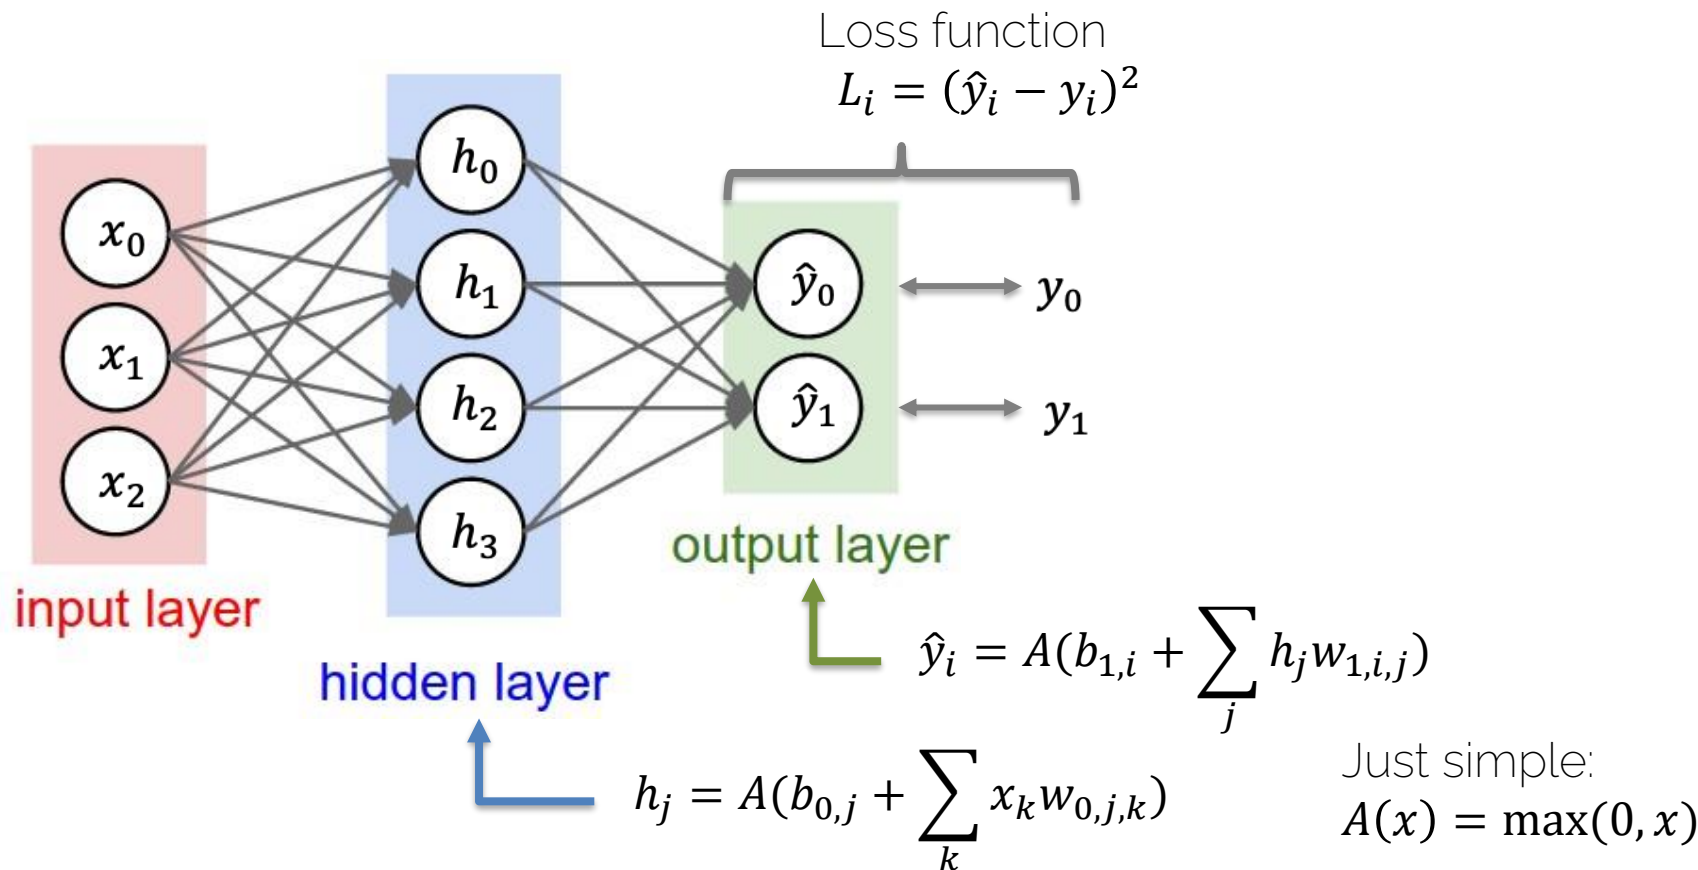 Loss function
L_i = (ŷ_i − y_i)^2
x_0
x_1
x_2
h_0
h_1
h_2
h_3
ŷ_0
ŷ_1
y_0
y_1
input layer
hidden layer
output layer
ŷ_i = A(b_{1,i} + ∑_j h_j w_{1,i,j})
h_j = A(b_{0,j} + ∑_k x_k w_{0,j,k})
Just simple:
A(x) = max(0, x)